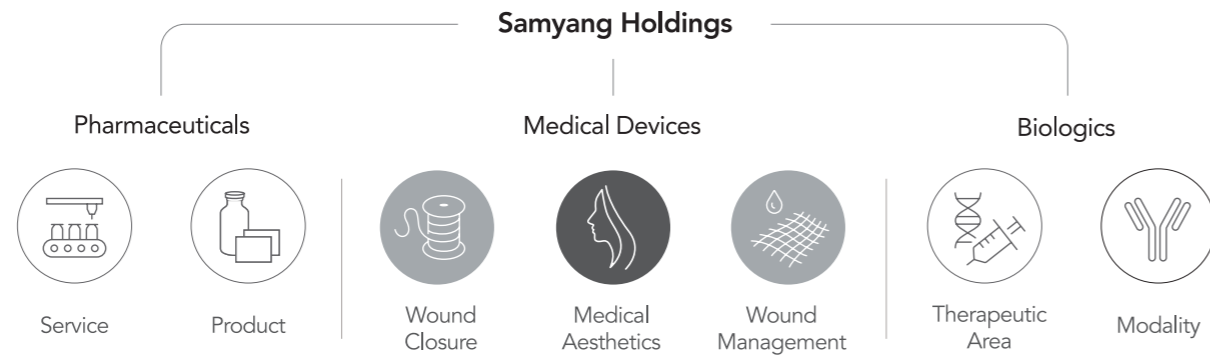 Samyang Holdings
Pharmaceuticals
Medical Devices
Biologics
Service
Product
Wound
Closure
Medical
Aesthetics
Wound
Management
Therapeutic
Area
Modality